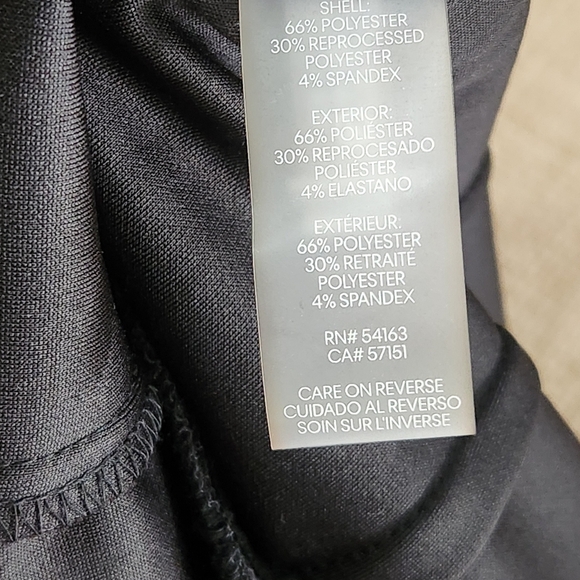 SHELL:
66% POLYESTER
30% REPROCESSED
POLYESTER
4% SPANDEX
EXTERIOR:
66% POLIÉSTER
30% REPROCESADO
POLIÉSTER
4% ELASTANO
EXTÉRIEUR:
66% POLYESTER
30% RETRAITÉ
POLYESTER
4% SPANDEX
RN# 54163
CA# 57151
CARE ON REVERSE
CUIDADO AL REVERSO
SOIN SUR L'INVERSE